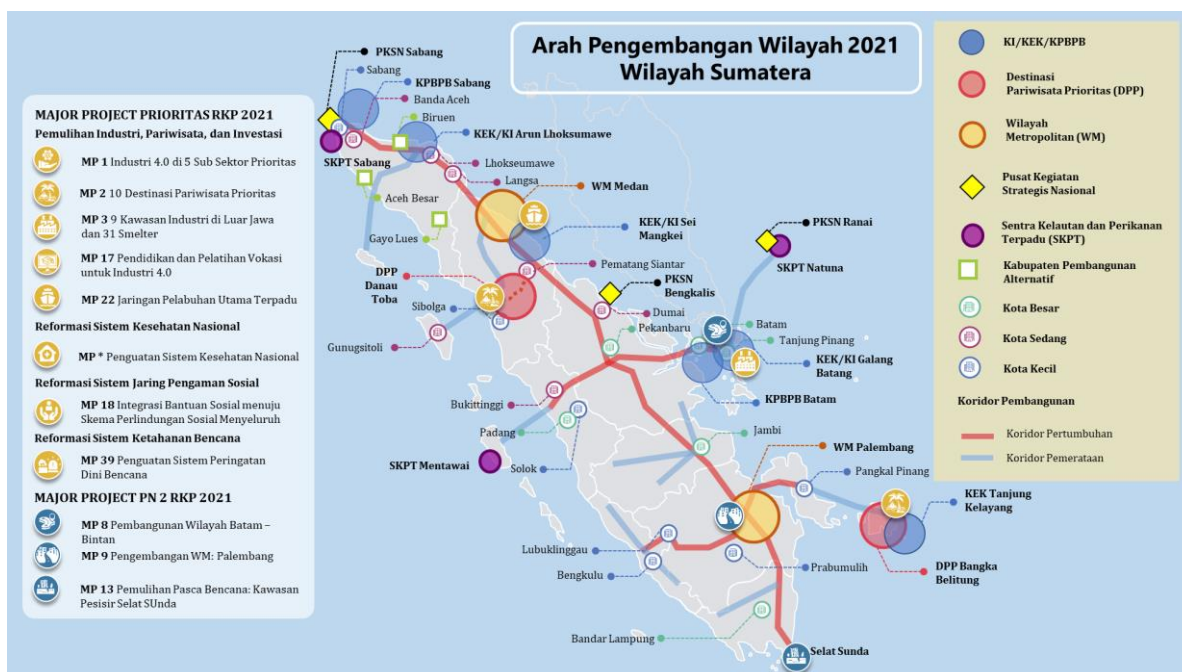 Arah Pengembangan Wilayah 2021
Wilayah Sumatera
MAJOR PROJECT PRIORITAS RKP 2021
Pemulihan Industri, Pariwisata, dan Investasi
MP 1 Industri 4.0 di 5 Sub Sektor Prioritas
MP 2 10 Destinasi Pariwisata Prioritas
MP 3 9 Kawasan Industri di Luar Jawa
dan 31 Smelter
MP 17 Pendidikan dan Pelatihan Vokasi
untuk Industri 4.0
MP 22 Jaringan Pelabuhan Utama Terpadu
Reformasi Sistem Kesehatan Nasional
MP * Penguatan Sistem Kesehatan Nasional
Reformasi Sistem Jaring Pengaman Sosial
MP 18 Integrasi Bantuan Sosial menuju
Skema Perlindungan Sosial Menyeluruh
Reformasi Sistem Ketahanan Bencana
MP 39 Penguatan Sistem Peringatan
Dini Bencana
MAJOR PROJECT PN 2 RKP 2021
MP 8 Pembangunan Wilayah Batam –
Bintan
MP 9 Pengembangan WM: Palembang
MP 13 Pemulihan Pasca Bencana: Kawasan
Pesisir Selat SUnda
PKSN Sabang
Sabang
KPBPB Sabang
Banda Aceh
Biruen
KEK/KI Arun Lhoksumawe
SKPT Sabang
Lhokseumawe
Langsa
WM Medan
Aceh Besar
KEK/KI Sei
Mangkei
PKSN Ranai
Gayo Lues
SKPT Natuna
Pematang Siantar
DPP
Danau
Toba
PKSN
Bengkalis
Sibolga
Dumai
Pekanbaru
Batam
Tanjung Pinang
Gunugsitoli
KEK/KI Galang
Batang
KPBPB Batam
Bukittinggi
Padang
Jambi
WM Palembang
SKPT Mentawai
Solok
Pangkal Pinang
KEK Tanjung
Kelayang
Lubuklinggau
Prabumulih
DPP Bangka
Belitung
Bengkulu
Bandar Lampung
Selat Sunda
KI/KEK/KPBPB
Destinasi
Pariwisata Prioritas (DPP)
Wilayah
Metropolitan (WM)
Pusat Kegiatan
Strategis Nasional
Sentra Kelautan dan Perikanan
Terpadu (SKPT)
Kabupaten Pembangunan
Alternatif
Kota Besar
Kota Sedang
Kota Kecil
Koridor Pembangunan
Koridor Pertumbuhan
Koridor Pemerataan